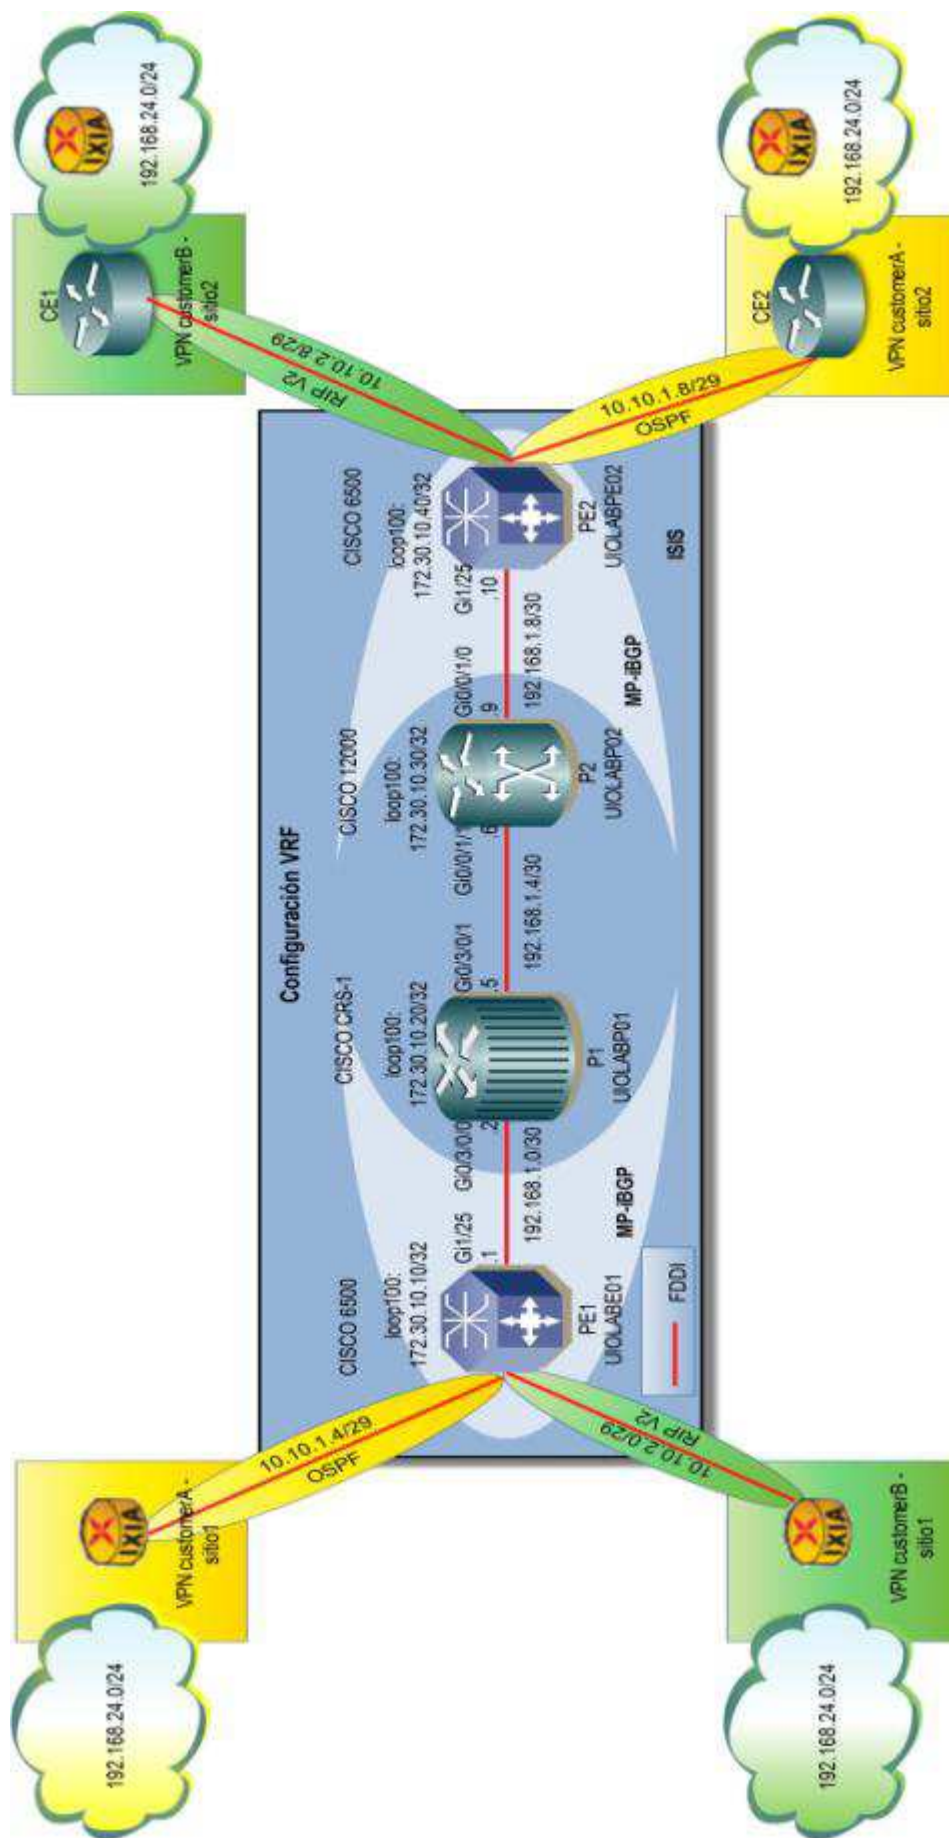 Configuración VRF
192.168.24.0/24
IXIA
VPN customerA -
sitio1
10.10.1.4/29
OSPF
CISCO 6500
loop100:
172.30.10.10/32
Gi1/25
.1
PE1
UIOLABE01
192.168.1.0/30
MP-iBGP
FDDI
CISCO CRS-1
loop100:
172.30.10.20/32
Gi0/3/0/0
.2
Gi0/3/0/1
.5
P1
UIOLABP01
192.168.1.4/30
CISCO 12000
loop100:
172.30.10.30/32
Gi0/0/1/1
.6
Gi0/0/1/0
.9
P2
UIOLABP02
192.168.1.8/30
MP-iBGP
CISCO 6500
loop100:
172.30.10.40/32
Gi1/25
.10
PE2
UIOLABPE02
ISIS
RIP V2
10.10.2.8/29
CE1
VPN customerB -
sitio2
IXIA
192.168.24.0/24
RIP V2
10.10.2.0/29
IXIA
VPN customerB -
sitio1
192.168.24.0/24
10.10.1.8/29
OSPF
CE2
VPN customerA -
sitio2
IXIA
192.168.24.0/24